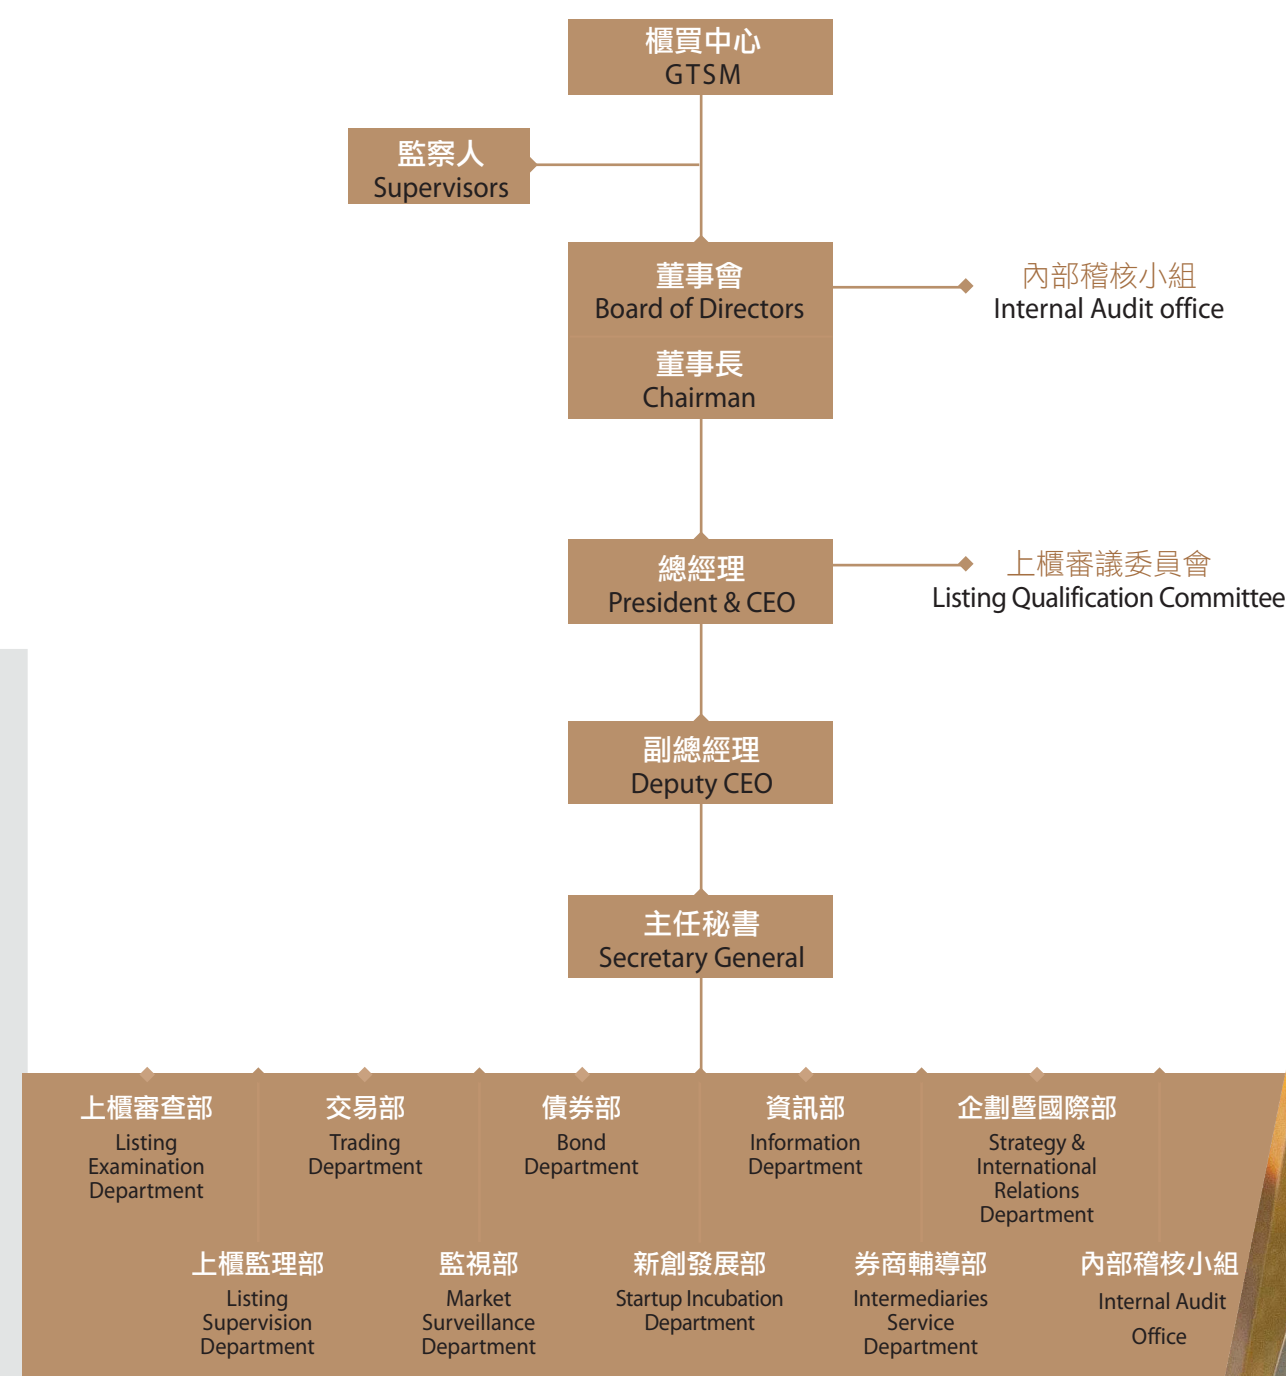 櫃買中心
GTSM
監察人
Supervisors
董事會
Board of Directors
內部稽核小組
Internal Audit office
董事長
Chairman
總經理
President & CEO
上櫃審議委員會
Listing Qualification Committee
副總經理
Deputy CEO
主任秘書
Secretary General
上櫃審查部
Listing
Examination
Department
交易部
Trading
Department
債券部
Bond
Department
資訊部
Information
Department
企劃暨國際部
Strategy &
International
Relations
Department
上櫃監理部
Listing
Supervision
Department
監視部
Market
Surveillance
Department
新創發展部
Startup Incubation
Department
券商輔導部
Intermediaries
Service
Department
內部稽核小組
Internal Audit
Office